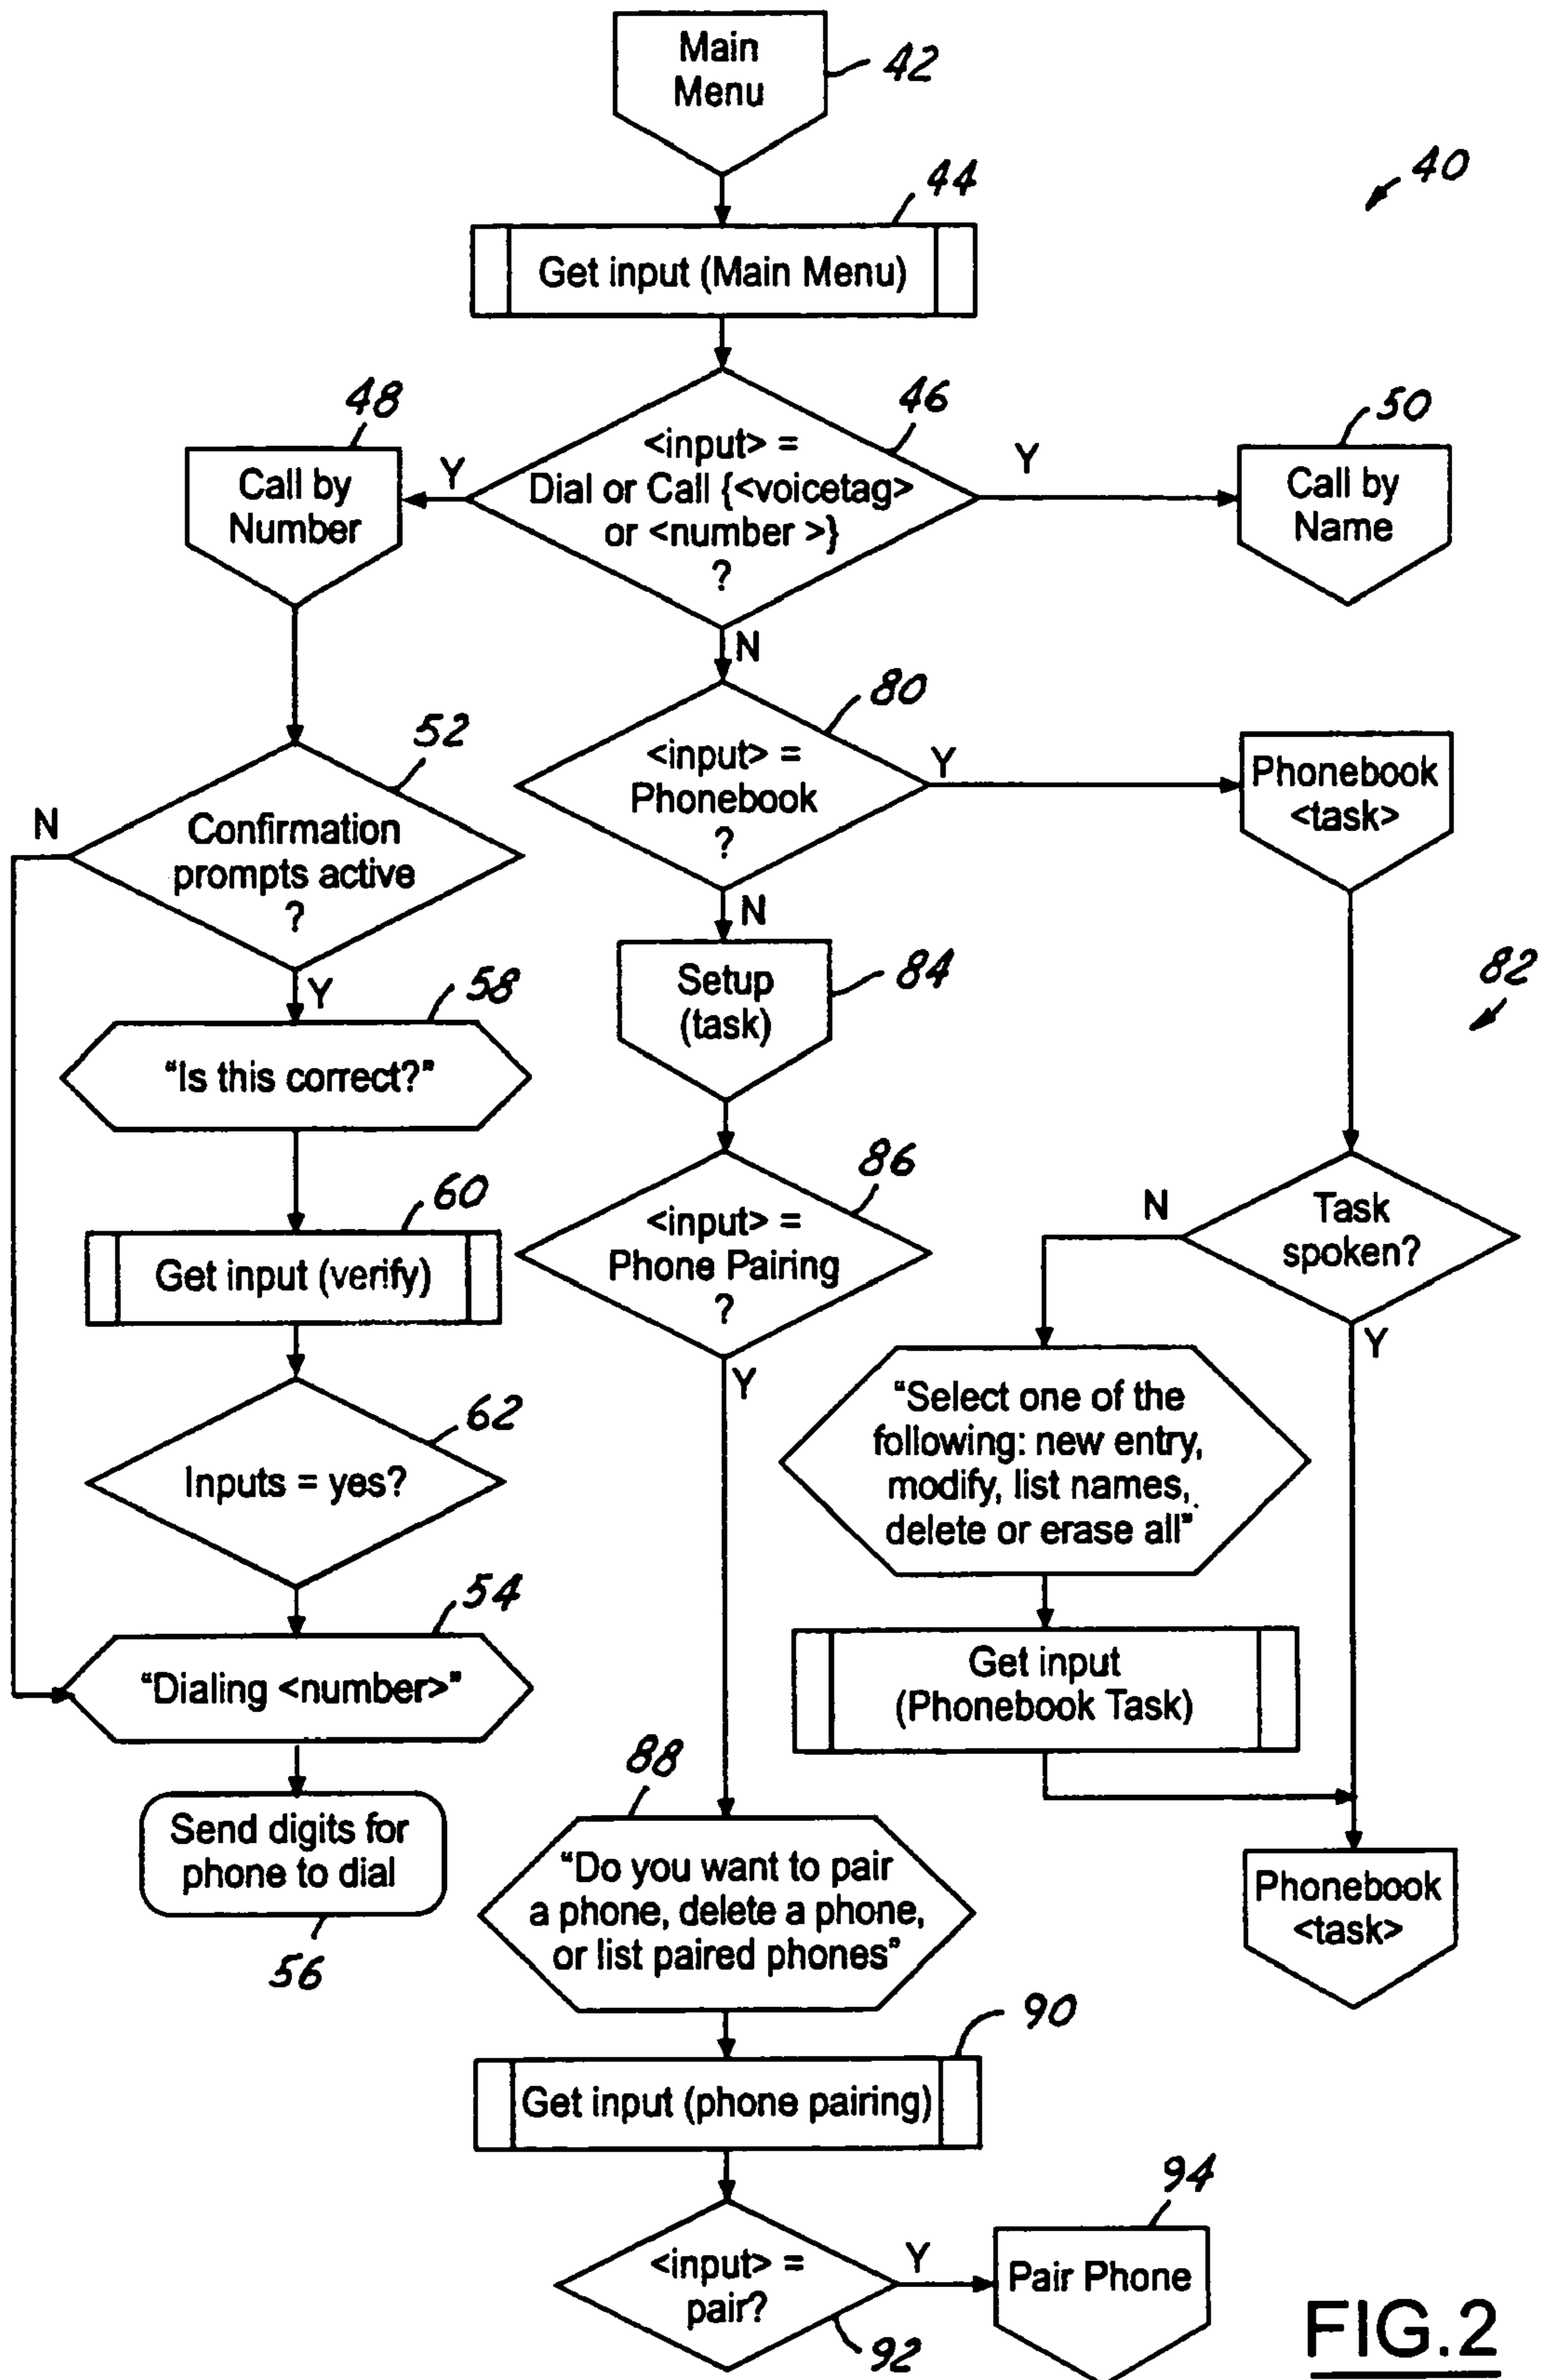 Main
Menu
42
40
44
Get input (Main Menu)
48
46
50
Call by
Number
Y
<input> =
Dial or Call {<voicetag>
or <number >}
?
Y
Call by
Name
N
52
80
N
Confirmation
prompts active
?
<input> =
Phonebook
?
Y
Phonebook
<task>
N
Y
58
Setup
(task)
84
82
"Is this correct?"
86
60
Get input (verify)
<input> =
Phone Pairing
?
N
Task
spoken?
Y
Y
62
Inputs = yes?
"Select one of the
following: new entry,
modify, list names,
delete or erase all"
54
"Dialing <number>"
Get input
(Phonebook Task)
88
Send digits for
phone to dial
56
"Do you want to pair
a phone, delete a phone,
or list paired phones"
Phonebook
<task>
90
Get input (phone pairing)
94
<input> =
pair?
Y
Pair Phone
92
FIG.2